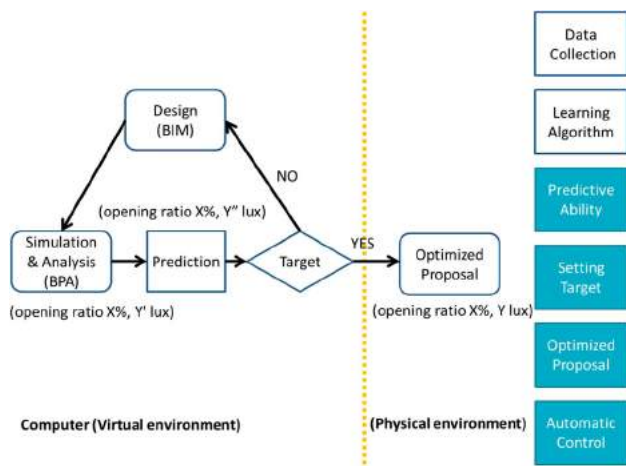 Design
(BIM)
NO
(opening ratio X%, Y" lux)
Simulation
& Analysis
(BPA)
Prediction
Target
YES
Optimized
Proposal
(opening ratio X%, Y' lux)
(opening ratio X%, Y lux)
Computer (Virtual environment)
(Physical environment)
Data
Collection
Learning
Algorithm
Predictive
Ability
Setting
Target
Optimized
Proposal
Automatic
Control